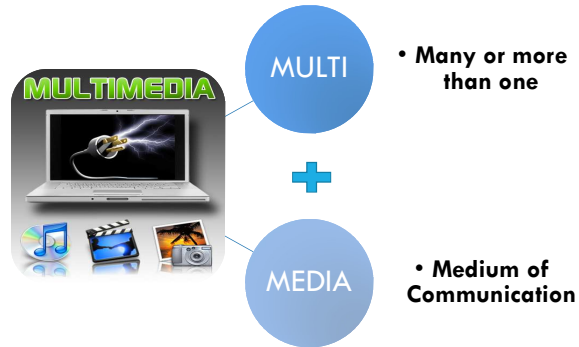 MULTIMEDIA
MULTI
• Many or more
than one
MEDIA
• Medium of
Communication